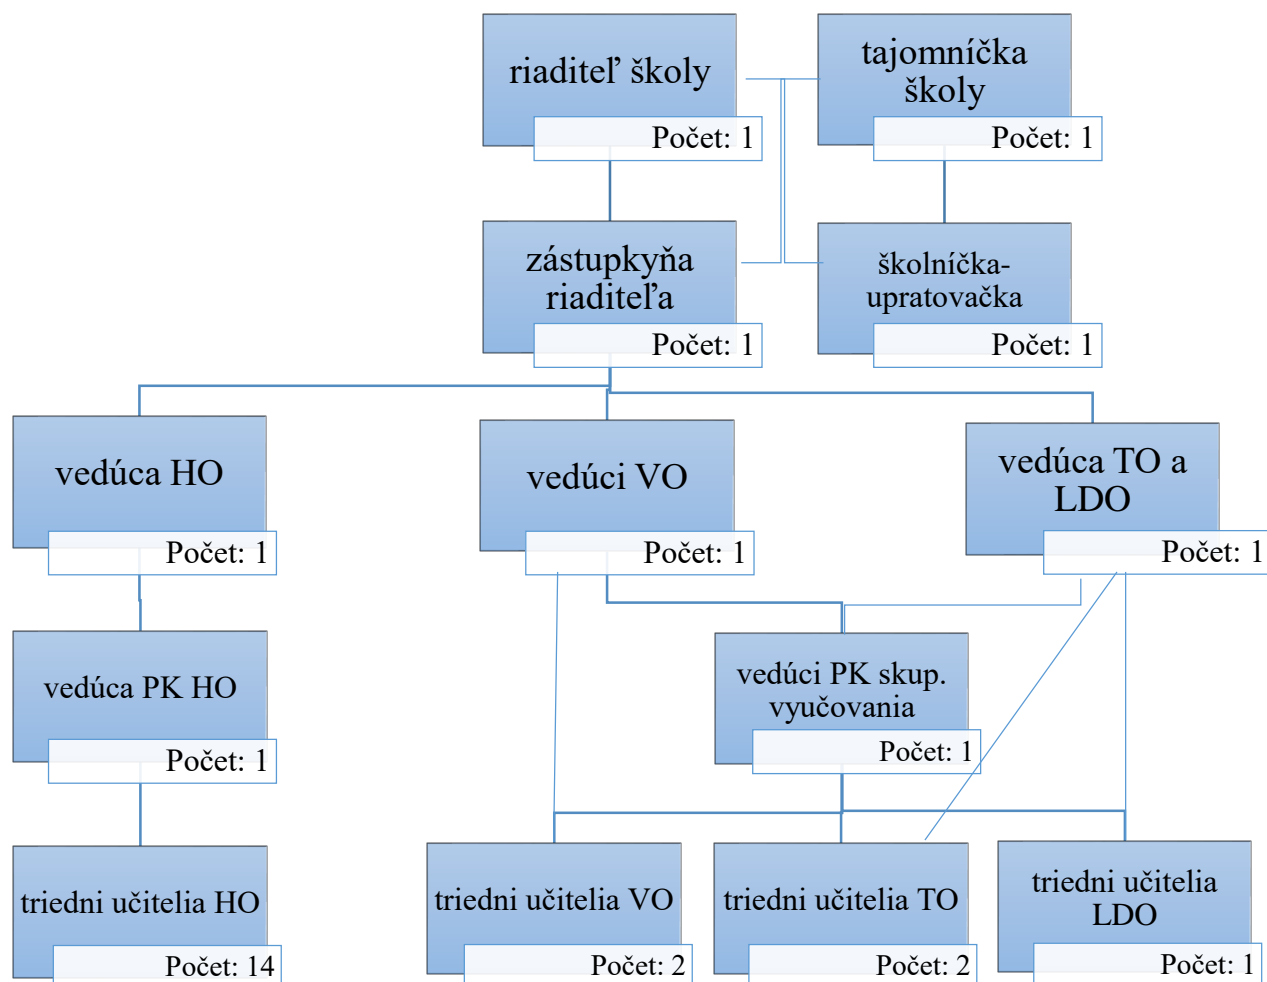 riaditeľ školy
Počet: 1
tajomníčka
školy
Počet: 1
zástupkyňa
riaditeľa
Počet: 1
školníčka-
upratovačka
Počet: 1
vedúca HO
Počet: 1
vedúci VO
Počet: 1
vedúca TO a
LDO
Počet: 1
vedúca PK HO
Počet: 1
vedúci PK skup.
vyučovania
Počet: 1
triedni učitelia HO
Počet: 14
triedni učitelia VO
Počet: 2
triedni učitelia TO
Počet: 2
triedni učitelia
LDO
Počet: 1